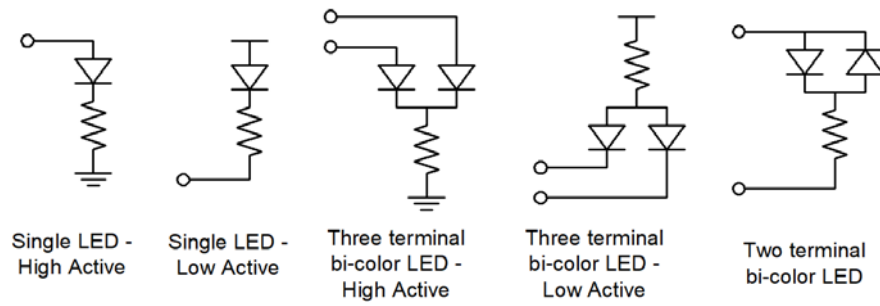 Single LED -
High Active
Single LED -
Low Active
Three terminal
bi-color LED -
High Active
Three terminal
bi-color LED -
Low Active
Two terminal
bi-color LED